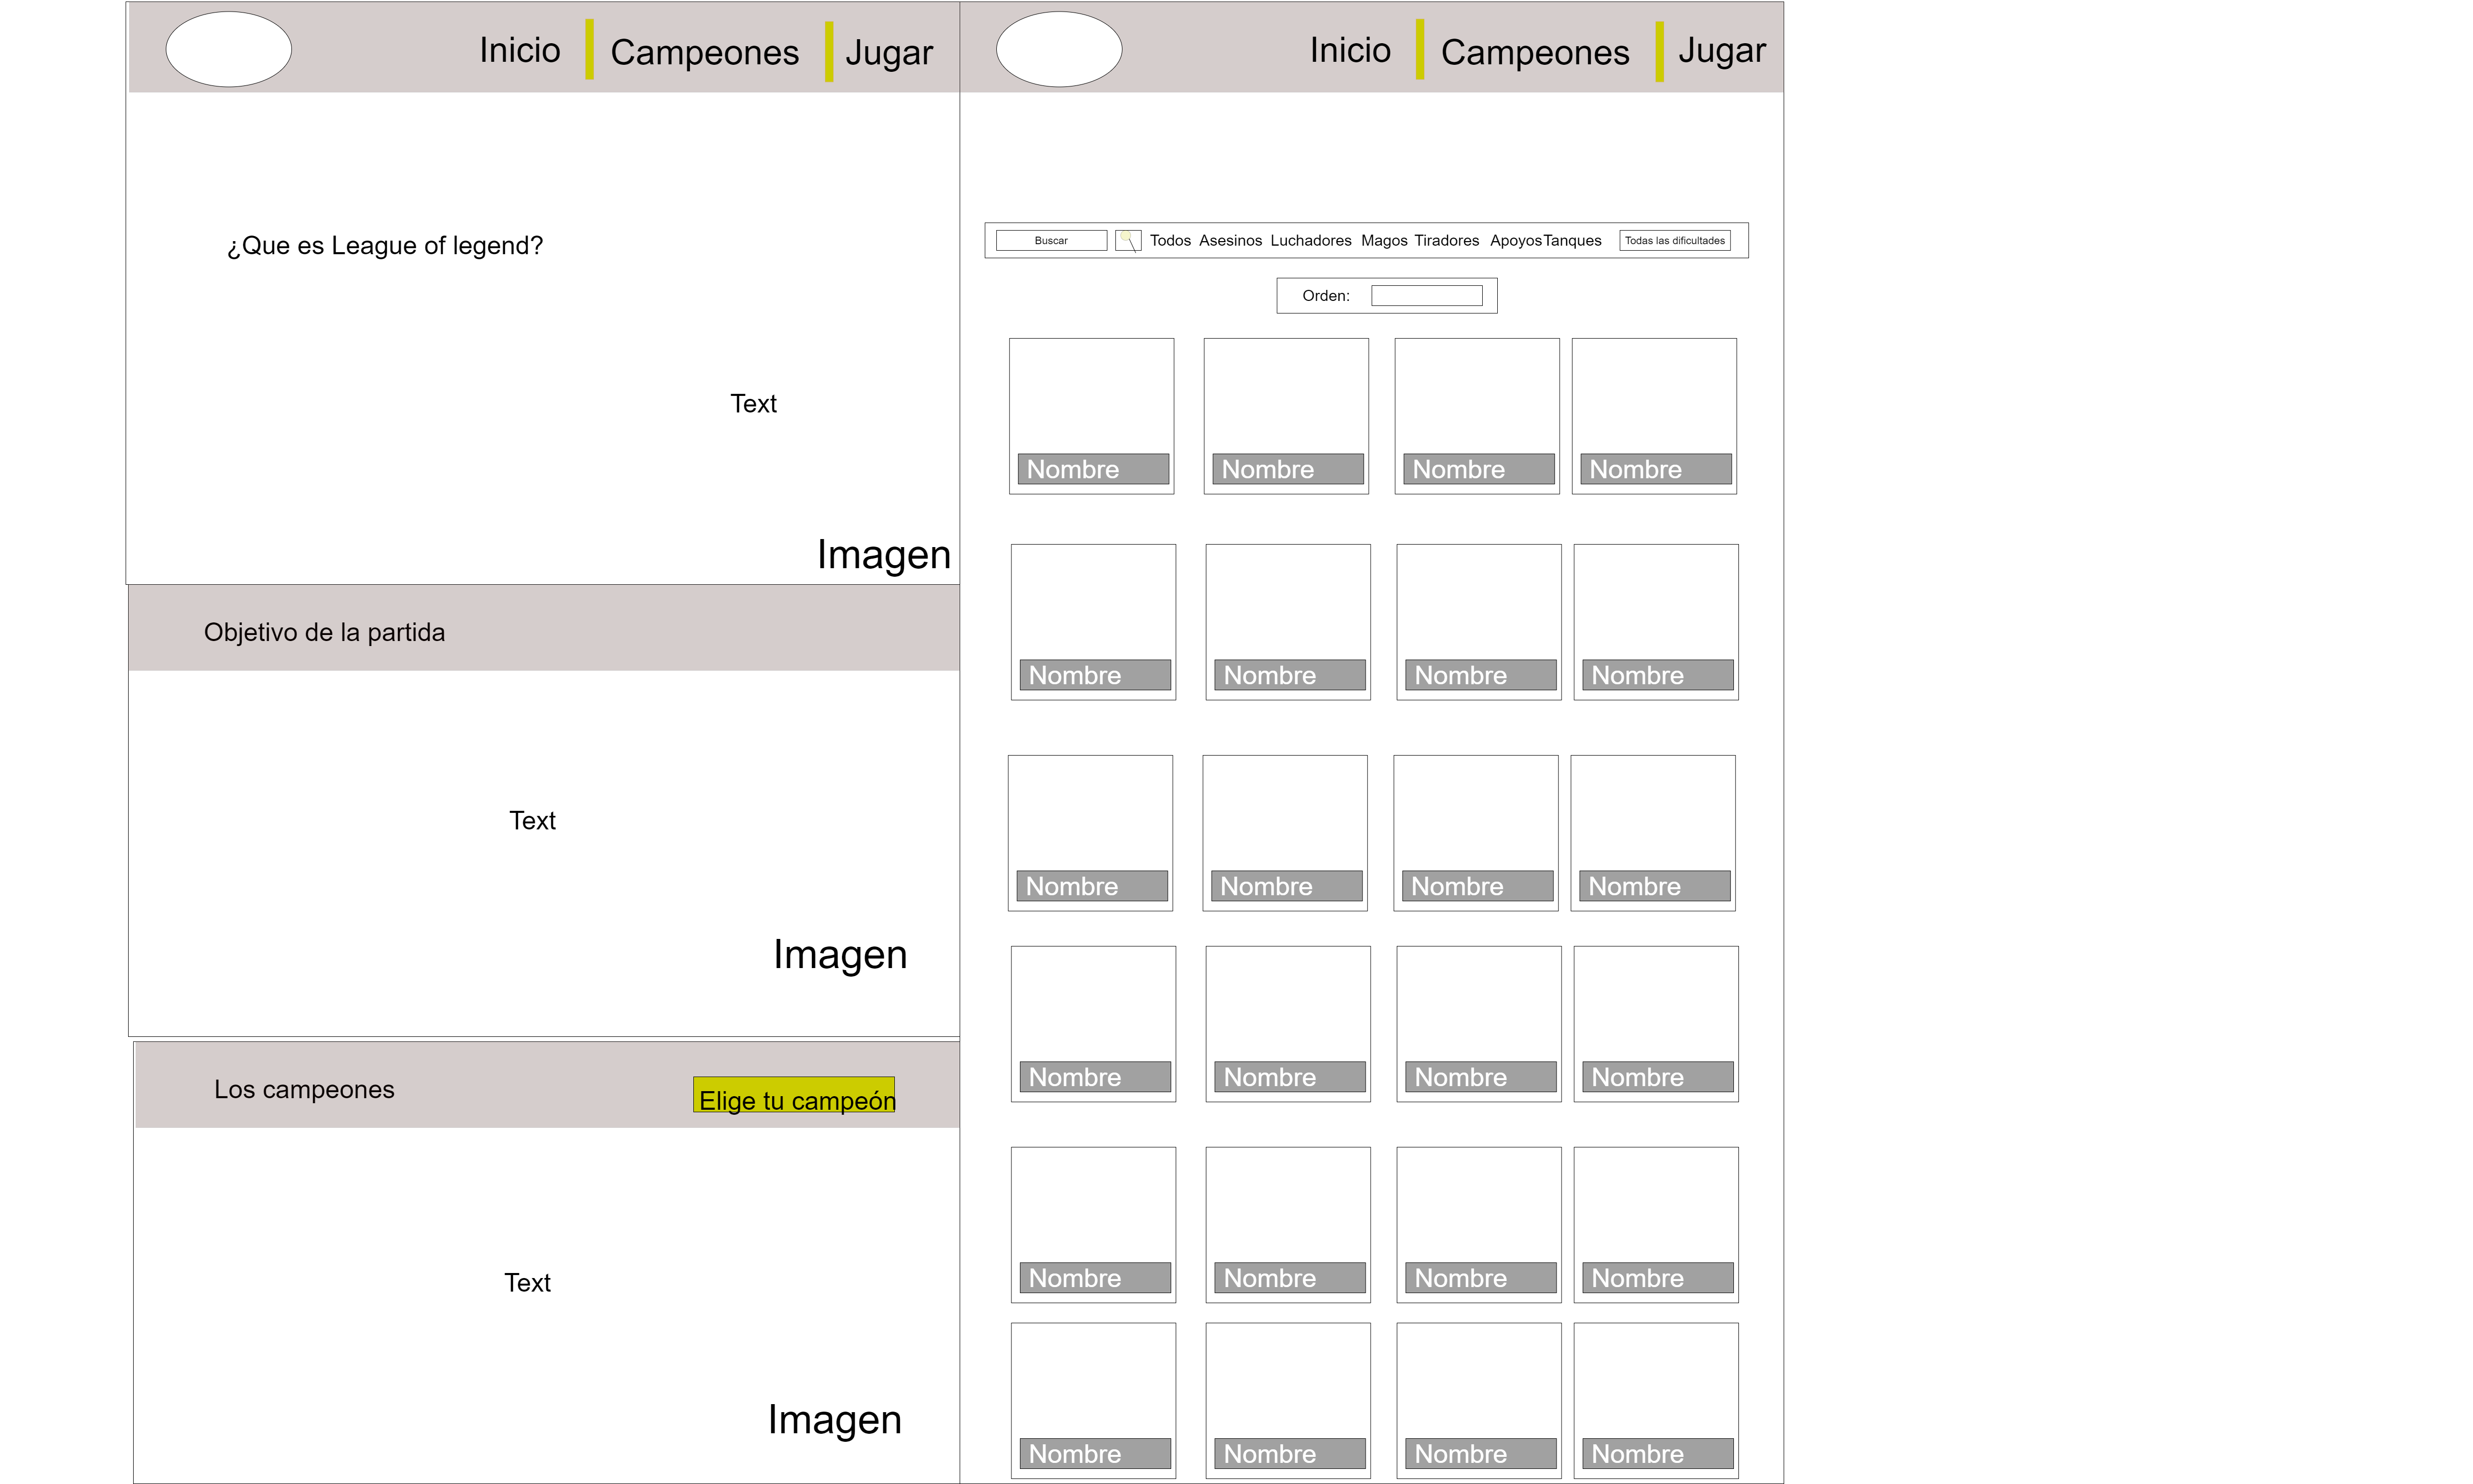 Inicio
Campeones
Jugar
¿Que es League of legend?
Text
Imagen
Objetivo de la partida
Text
Imagen
Los campeones
Elige tu campeón
Text
Imagen
Inicio
Campeones
Jugar
Buscar
Todos Asesinos Luchadores Magos Tiradores Apoyos Tanques
Todas las dificultades
Orden:
Nombre Nombre Nombre Nombre
Nombre Nombre Nombre Nombre
Nombre Nombre Nombre Nombre
Nombre Nombre Nombre Nombre
Nombre Nombre Nombre Nombre
Nombre Nombre Nombre Nombre